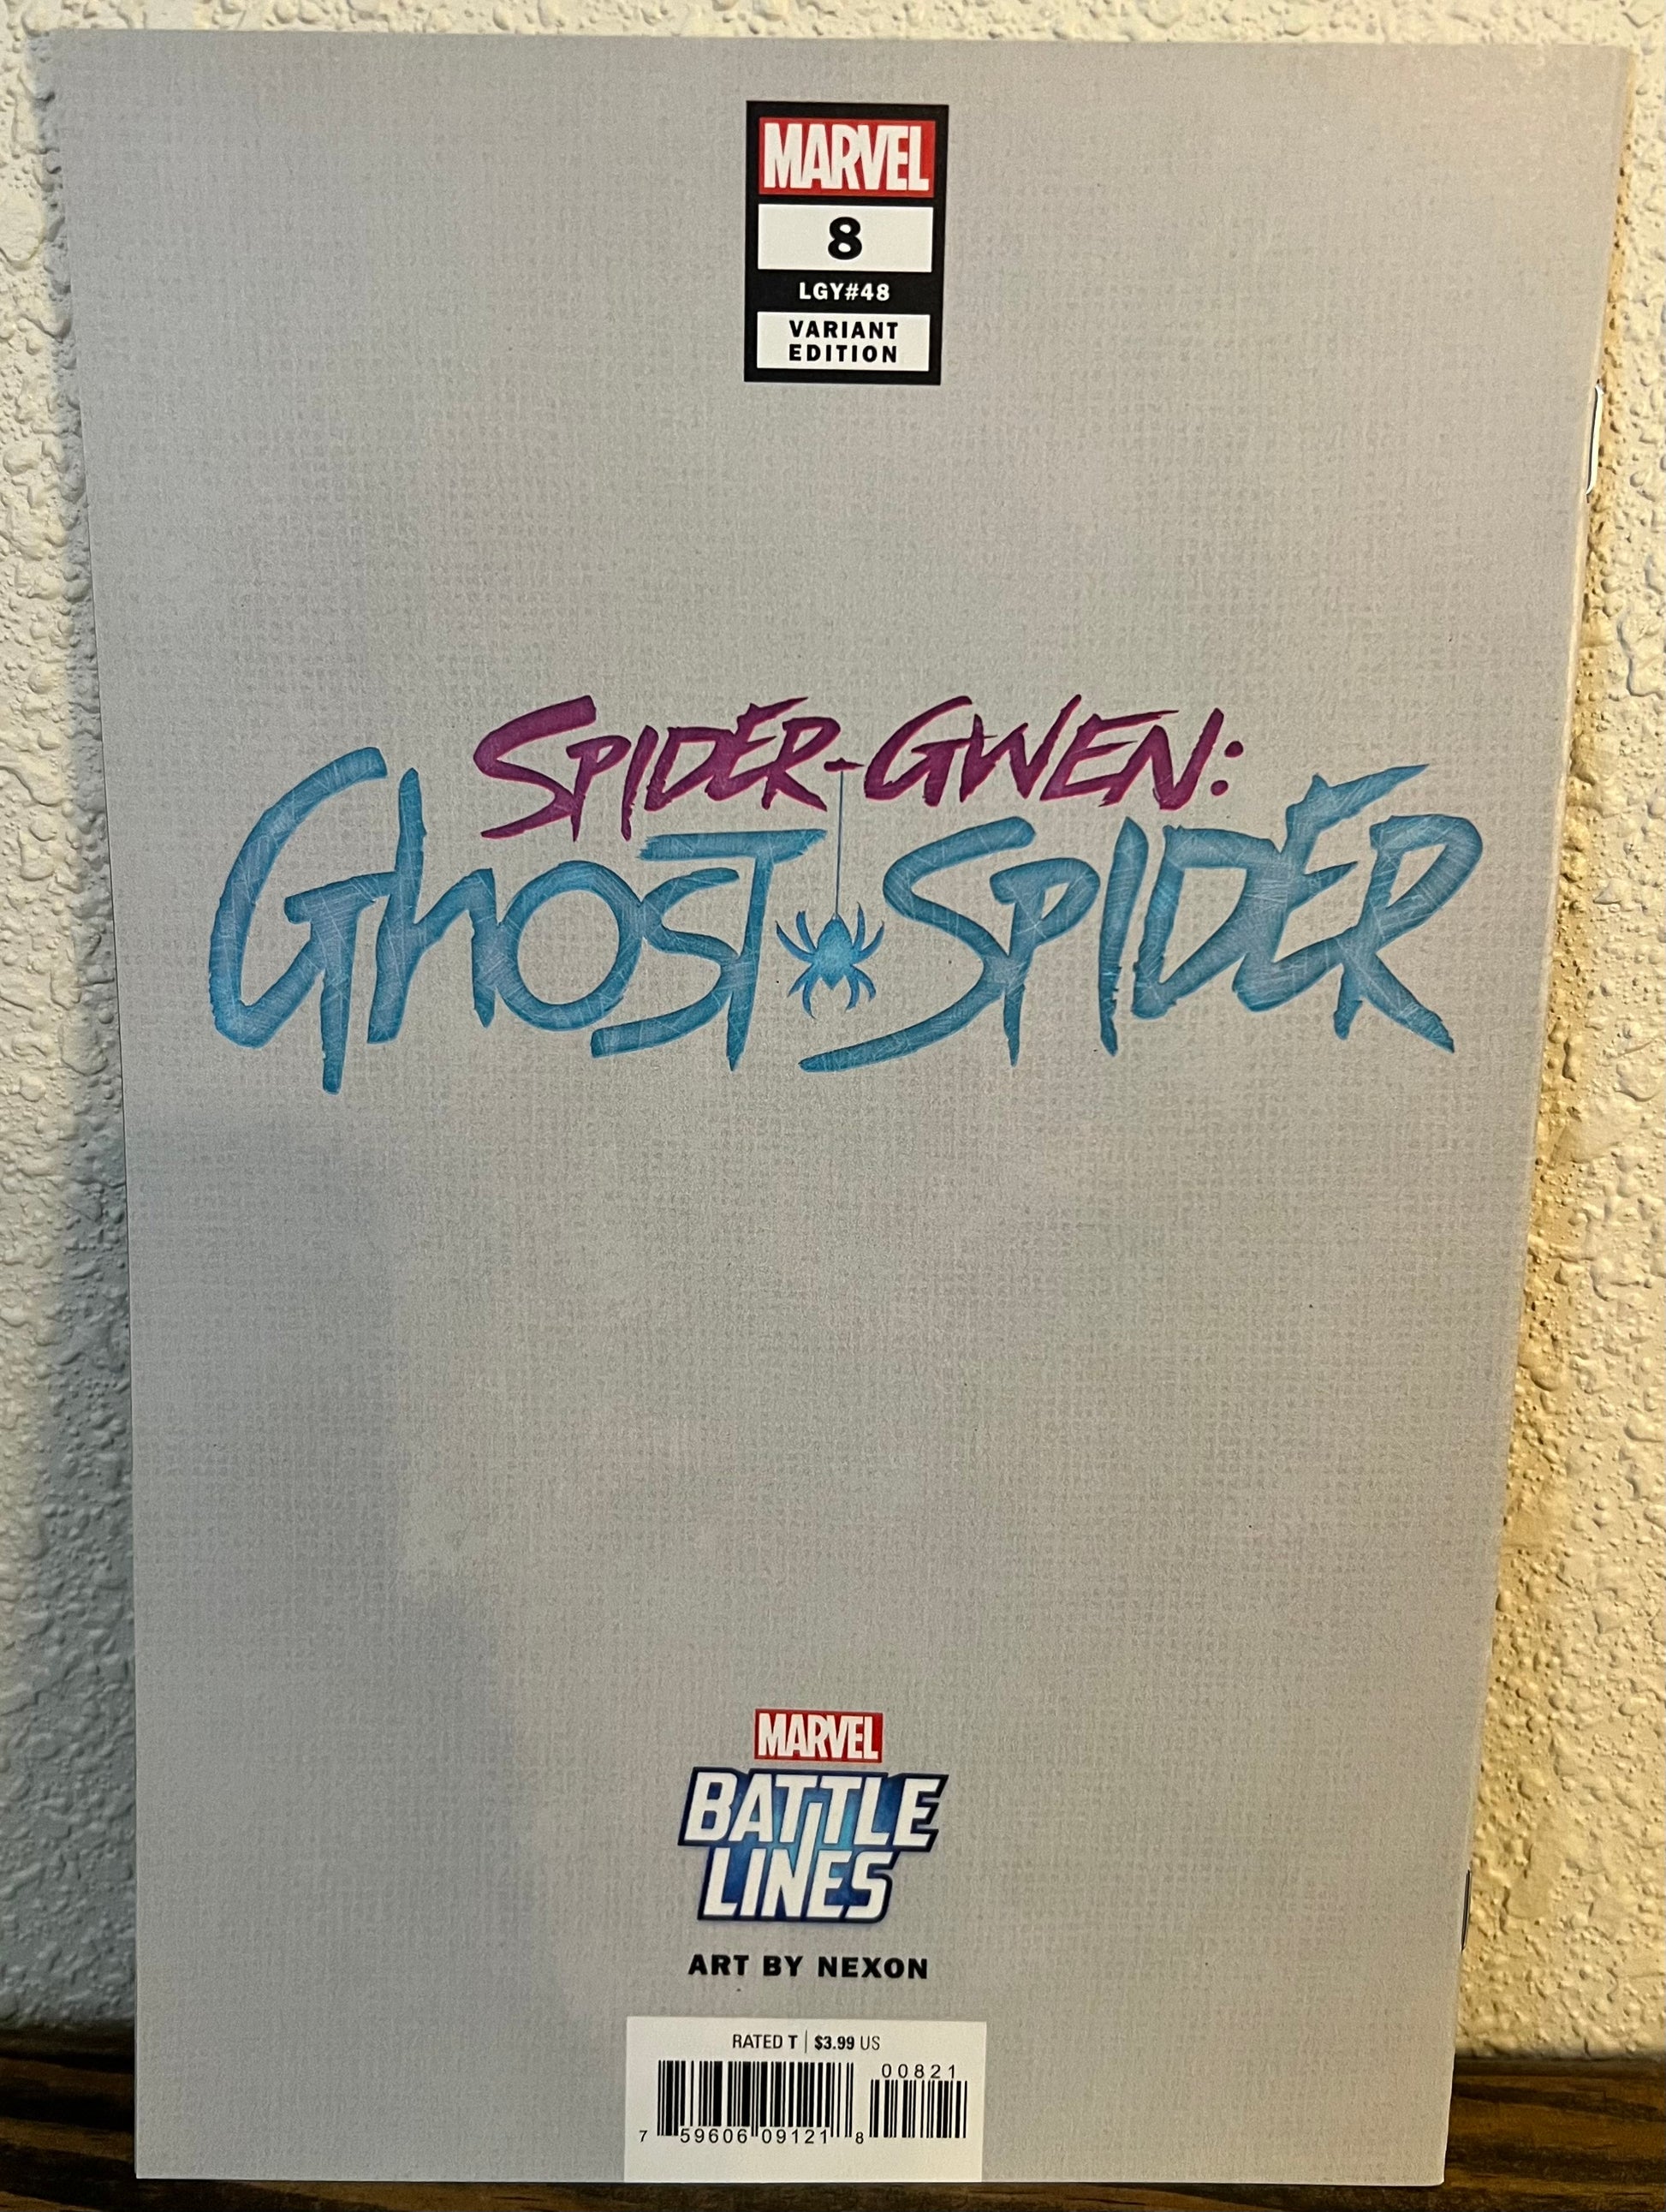 MARVEL
8
LGY#48
VARIANT
EDITION
SPIDER-GWEN:
GHOST SPIDER
MARVEL
BATTLE
LINES
ART BY NEXON
RATED T | $3.99 US
00821
7 59606 09121 8